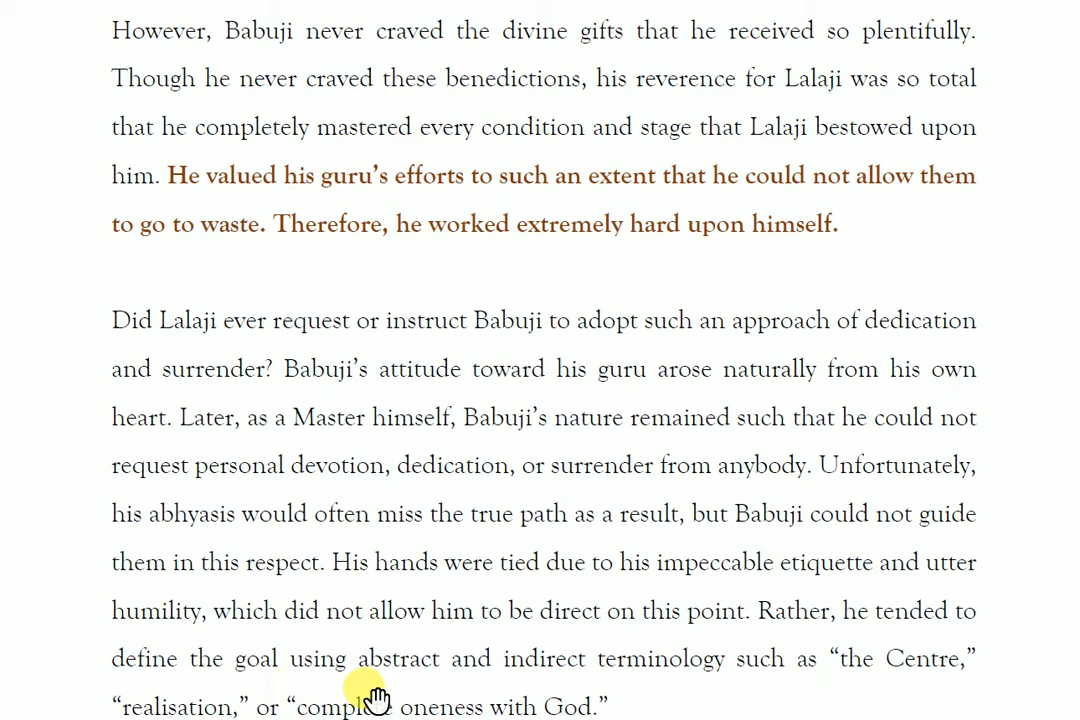 However, Babuji never craved the divine gifts that he received so plentifully.
Though he never craved these benedictions, his reverence for Lalaji was so total
that he completely mastered every condition and stage that Lalaji bestowed upon
him. He valued his guru’s efforts to such an extent that he could not allow them
to go to waste. Therefore, he worked extremely hard upon himself.
Did Lalaji ever request or instruct Babuji to adopt such an approach of dedication
and surrender? Babuji’s attitude toward his guru arose naturally from his own
heart. Later, as a Master himself, Babuji’s nature remained such that he could not
request personal devotion, dedication, or surrender from anybody. Unfortunately,
his abhyasis would often miss the true path as a result, but Babuji could not guide
them in this respect. His hands were tied due to his impeccable etiquette and utter
humility, which did not allow him to be direct on this point. Rather, he tended to
define the goal using abstract and indirect terminology such as “the Centre,”
“realisation,” or “complete oneness with God.”